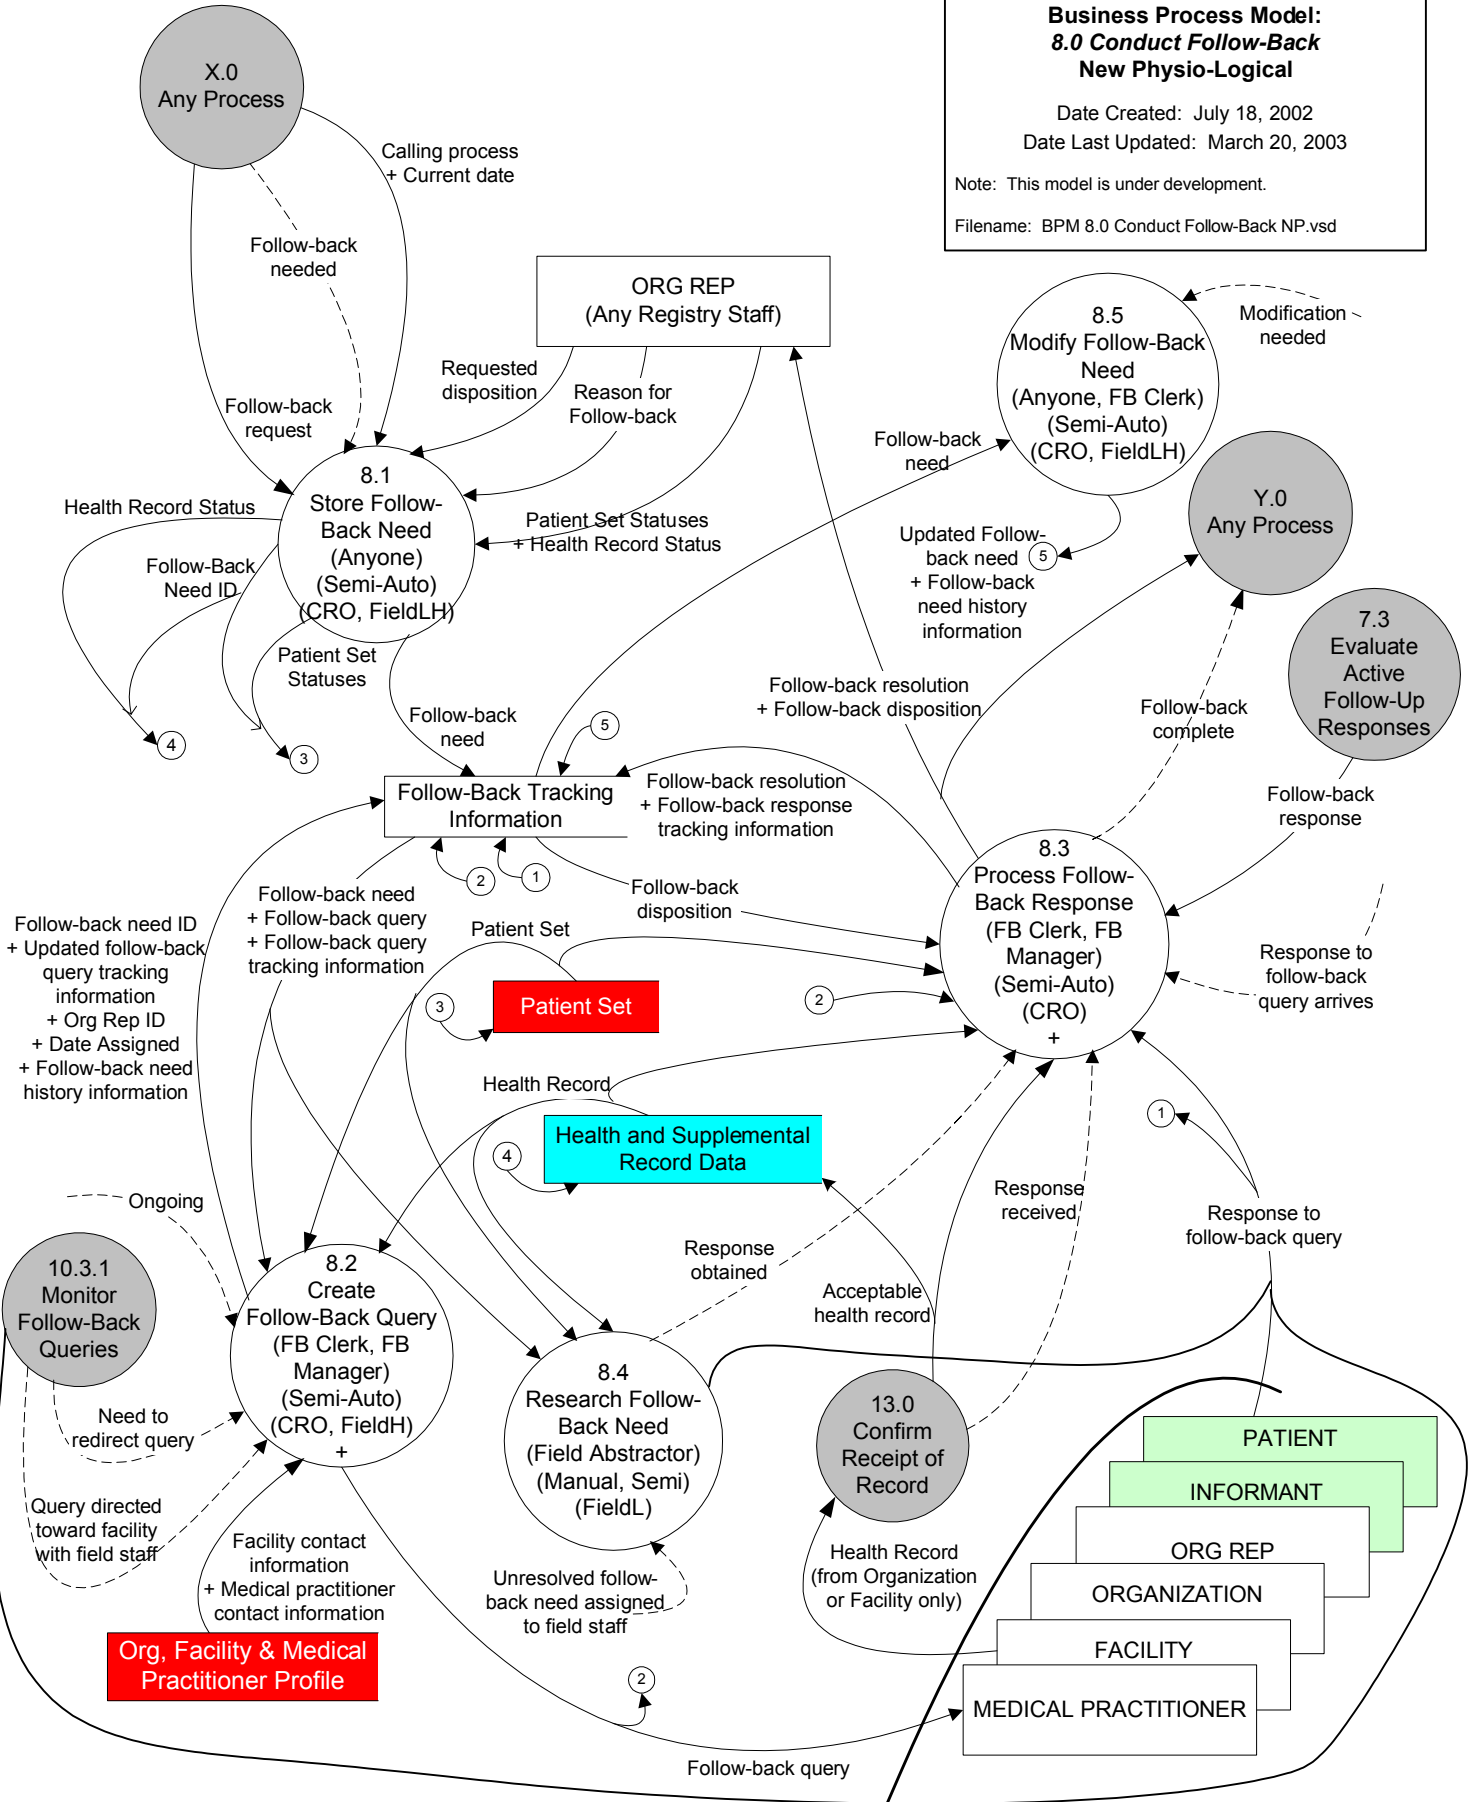 Business Process Model:
8.0 Conduct Follow-Back
New Physio-Logical
Date Created: July 18, 2002
Date Last Updated: March 20, 2003
Note: This model is under development.
Filename: BPM 8.0 Conduct Follow-Back NP.vsd
X.0
Any Process
Calling process
+ Current date
Follow-back
needed
Follow-back
request
ORG REP
(Any Registry Staff)
Requested
disposition
Reason for
Follow-back
Patient Set Statuses
+ Health Record Status
8.5
Modify Follow-Back
Need
(Anyone, FB Clerk)
(Semi-Auto)
(CRO, FieldLH)
Modification
needed
Follow-back
need
Updated Follow-
back need
+ Follow-back
need history
information
5
Y.0
Any Process
7.3
Evaluate
Active
Follow-Up
Responses
8.1
Store Follow-
Back Need
(Anyone)
(Semi-Auto)
(CRO, FieldLH)
Health Record Status
Follow-Back
Need ID
Patient Set
Statuses
4
3
Follow-back
need
5
Follow-back resolution
+ Follow-back disposition
Follow-back
complete
Follow-back
response
Follow-Back Tracking
Information
Follow-back resolution
+ Follow-back response
tracking information
2
1
Follow-back
disposition
8.3
Process Follow-
Back Response
(FB Clerk, FB
Manager)
(Semi-Auto)
(CRO)
+
Response to
follow-back
query arrives
Follow-back need ID
+ Updated follow-back
query tracking
information
+ Org Rep ID
+ Date Assigned
+ Follow-back need
history information
Follow-back need
+ Follow-back query
+ Follow-back query
tracking information
Patient Set
3
Patient Set
2
Health Record
4
Health and Supplemental
Record Data
1
Response
received
Response to
follow-back query
Response
obtained
Acceptable
health record
Ongoing
10.3.1
Monitor
Follow-Back
Queries
8.2
Create
Follow-Back Query
(FB Clerk, FB
Manager)
(Semi-Auto)
(CRO, FieldH)
+
Need to
redirect query
Query directed
toward facility
with field staff
8.4
Research Follow-
Back Need
(Field Abstractor)
(Manual, Semi)
(FieldL)
13.0
Confirm
Receipt of
Record
Facility contact
information
+ Medical practitioner
contact information
Unresolved follow-
back need assigned
to field staff
Health Record
(from Organization
or Facility only)
Org, Facility & Medical
Practitioner Profile
2
Follow-back query
PATIENT
INFORMANT
ORG REP
ORGANIZATION
FACILITY
MEDICAL PRACTITIONER